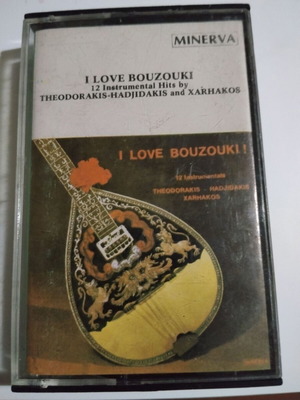 MINERVA
I LOVE BOUZOUKI
12 Instrumental Hits by
THEODORAKIS-HADJIDAKIS and XARHAKOS
I LOVE BOUZOUKI!
12 Instrumentals
THEODORAKIS - HADJIDAKIS
XARHAKOS